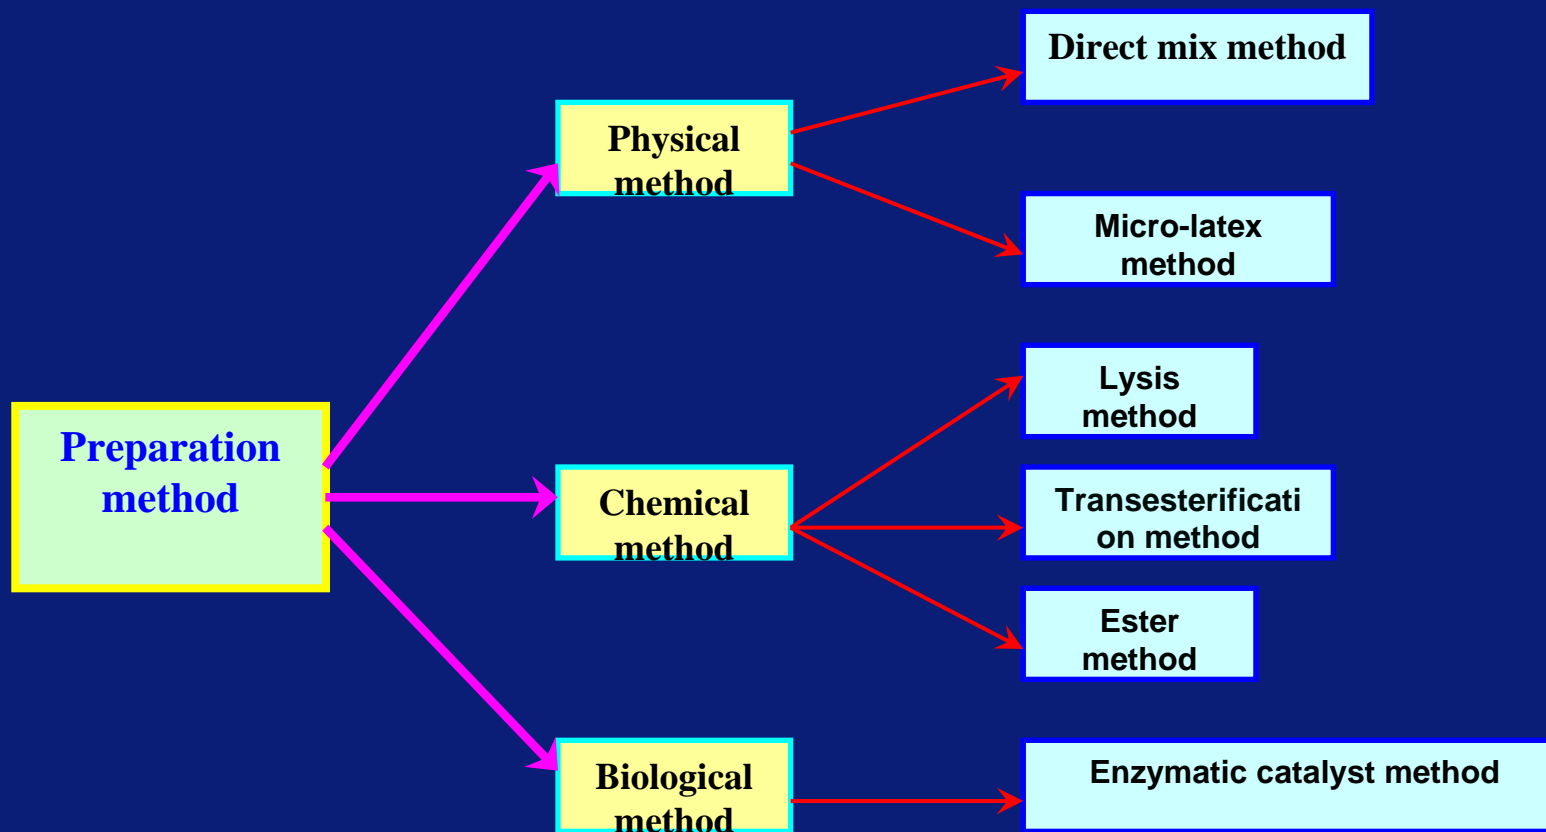 Direct mix method
Physical
method
Micro-latex
method
Lysis
method
Preparation
method
Chemical
method
Transesterificati
on method
Ester
method
Biological
method
Enzymatic catalyst method